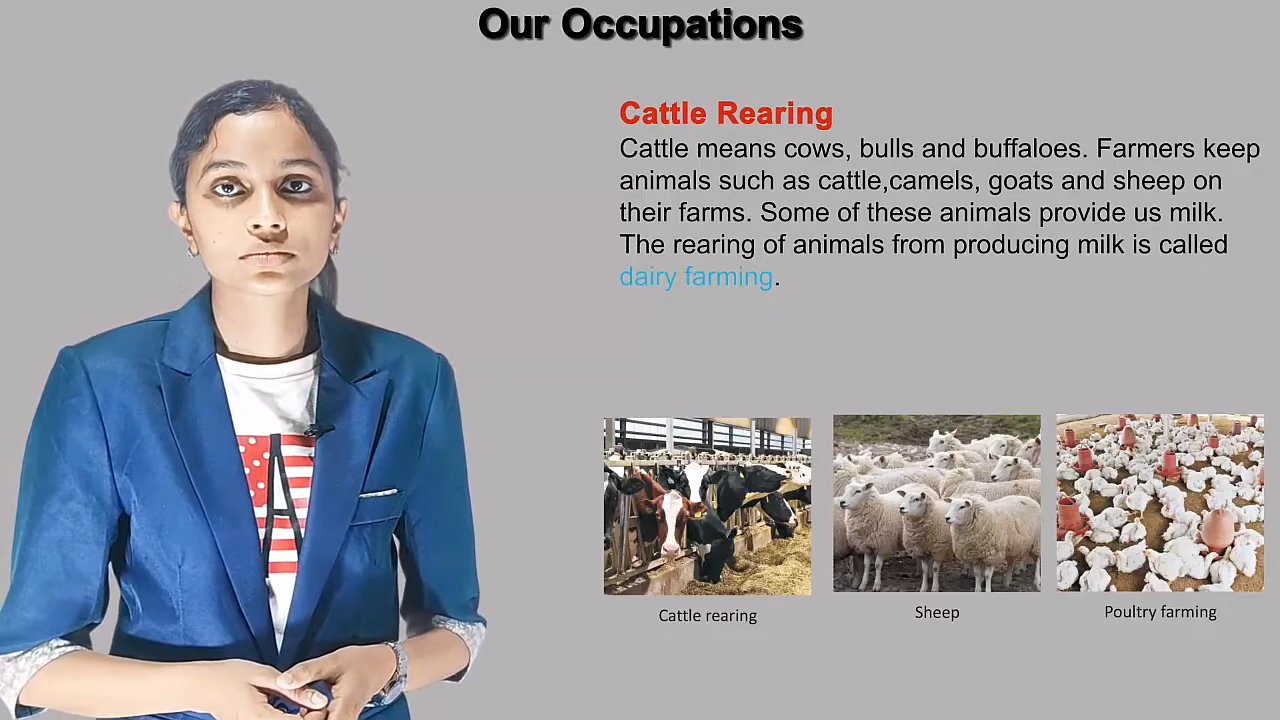 Our Occupations
Cattle Rearing
Cattle means cows, bulls and buffaloes. Farmers keep
animals such as cattle,camels, goats and sheep on
their farms. Some of these animals provide us milk.
The rearing of animals from producing milk is called
dairy farming.
A
Cattle rearing
Sheep
Poultry farming